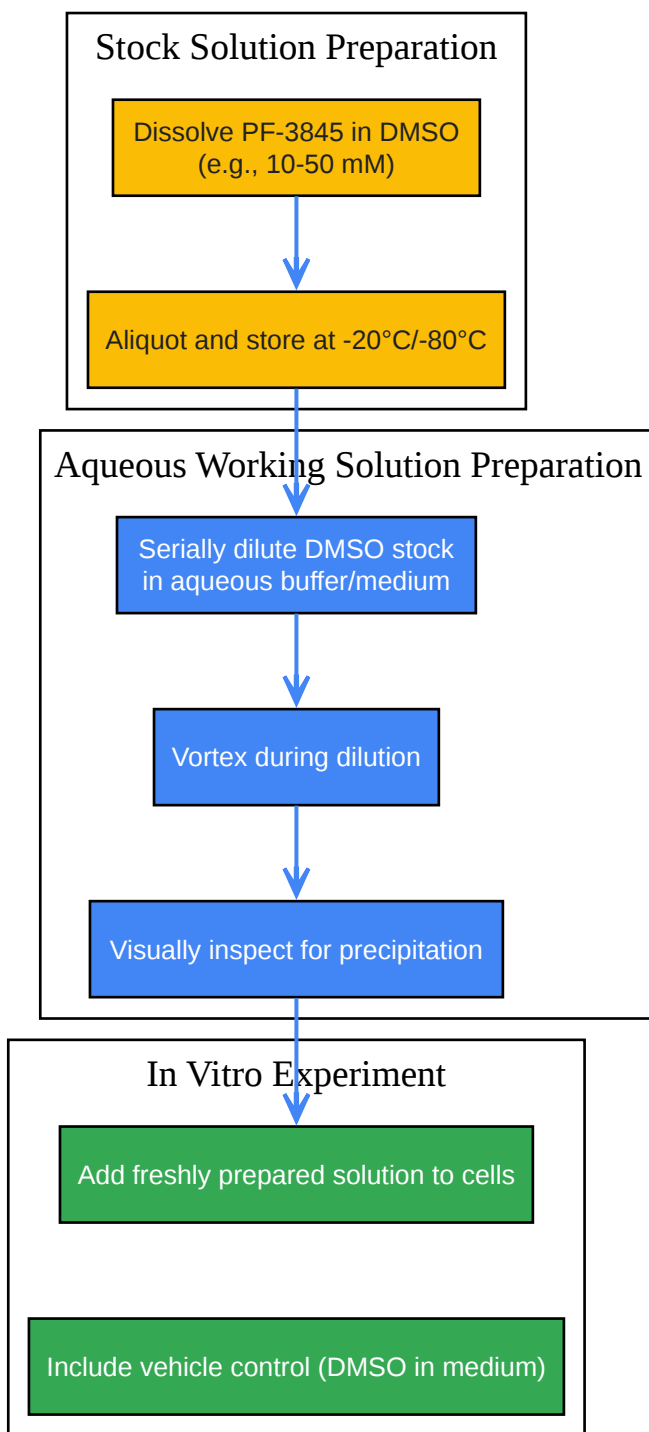 Stock Solution Preparation
Dissolve PF-3845 in DMSO
(e.g., 10-50 mM)
Aliquot and store at -20°C/-80°C
Aqueous Working Solution Preparation
Serially dilute DMSO stock
in aqueous buffer/medium
Vortex during dilution
Visually inspect for precipitation
In Vitro Experiment
Add freshly prepared solution to cells
Include vehicle control (DMSO in medium)